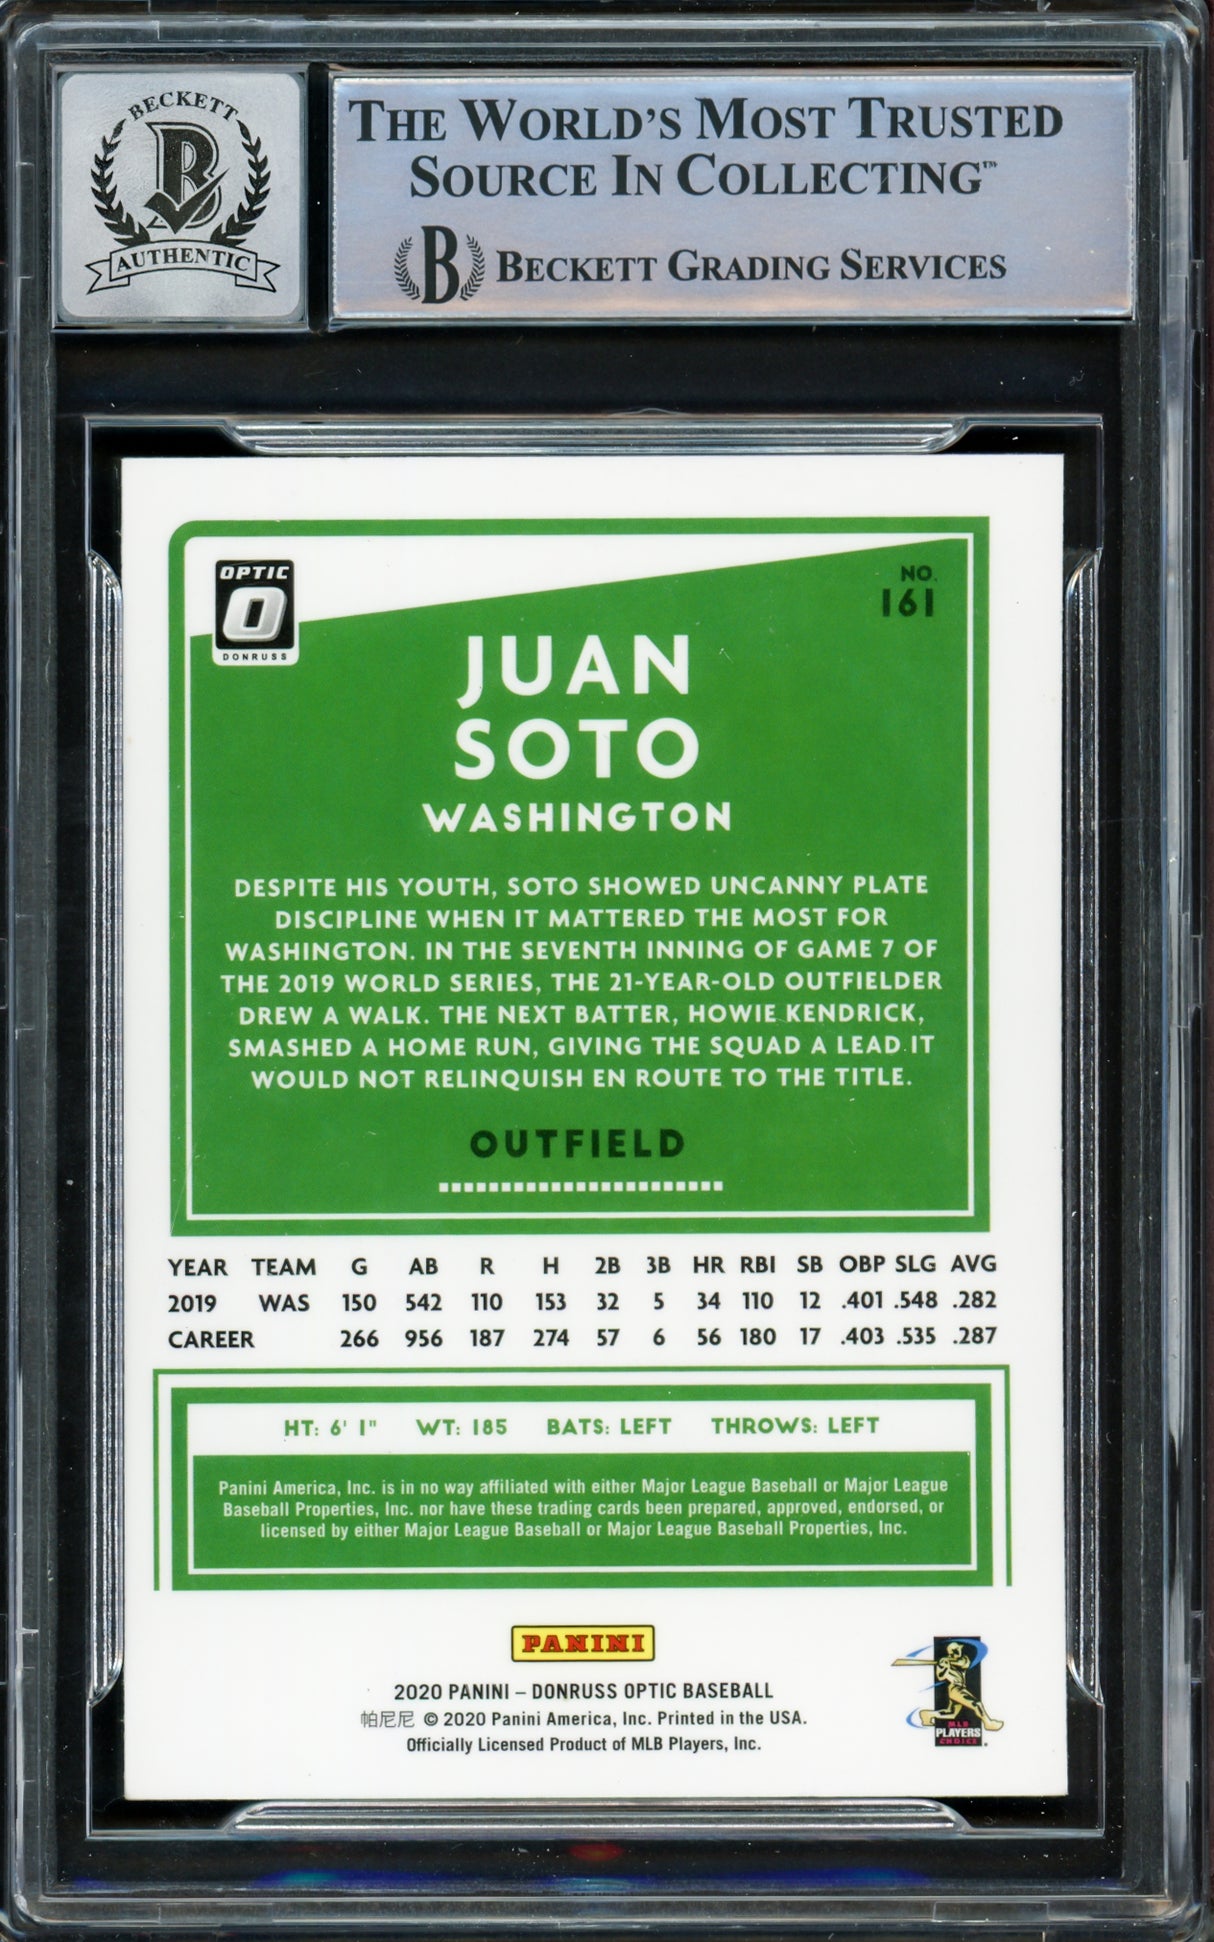 BECKETT
B
AUTHENTIC
THE WORLD'S MOST TRUSTED
SOURCE IN COLLECTING™
B BECKETT GRADING SERVICES
OPTIC
O
DONRUSS
NO.
161
JUAN
SOTO
WASHINGTON
DESPITE HIS YOUTH, SOTO SHOWED UNCANNY PLATE
DISCIPLINE WHEN IT MATTERED THE MOST FOR
WASHINGTON. IN THE SEVENTH INNING OF GAME 7 OF
THE 2019 WORLD SERIES, THE 21-YEAR-OLD OUTFIELDER
DREW A WALK. THE NEXT BATTER, HOWIE KENDRICK,
SMASHED A HOME RUN, GIVING THE SQUAD A LEAD IT
WOULD NOT RELINQUISH EN ROUTE TO THE TITLE.
OUTFIELD
YEAR TEAM G AB R H 2B 3B HR RBI SB OBP SLG AVG
2019 WAS 150 542 110 153 32 5 34 110 12 .401 .548 .282
CAREER 266 956 187 274 57 6 56 180 17 .403 .535 .287
HT: 6' 1" WT: 185 BATS: LEFT THROWS: LEFT
Panini America, Inc. is in no way affiliated with either Major League Baseball or Major League
Baseball Properties, Inc. nor have these trading cards been prepared, approved, endorsed, or
licensed by either Major League Baseball or Major League Baseball Properties, Inc.
PANINI
2020 PANINI – DONRUSS OPTIC BASEBALL
帕尼尼 © 2020 Panini America, Inc. Printed in the USA.
Officially Licensed Product of MLB Players, Inc.
MLB
PLAYERS
CHOICE